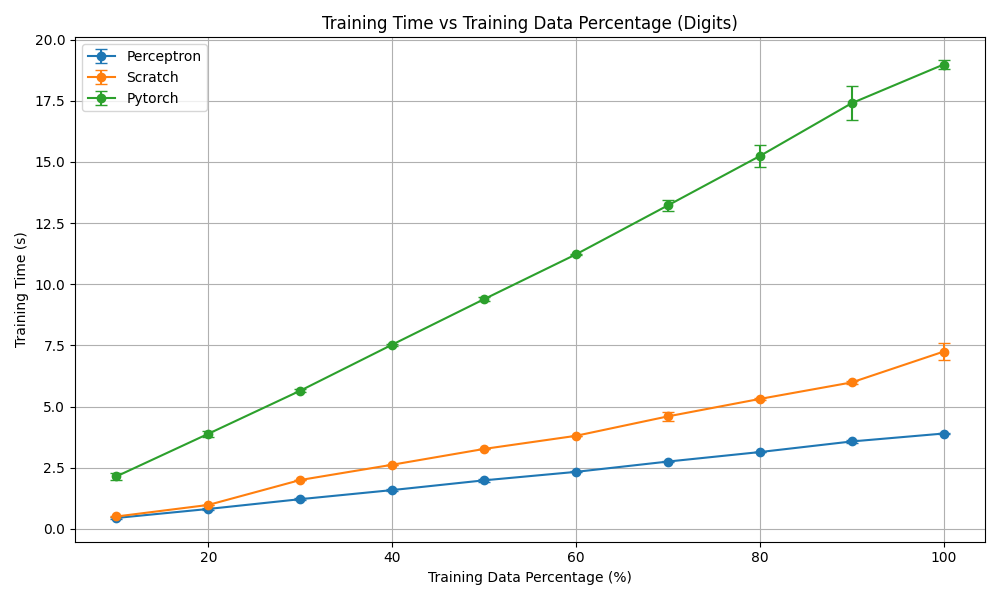 Training Time vs Training Data Percentage (Digits)
Perceptron
Scratch
Pytorch
Training Time (s)
20.0
17.5
15.0
12.5
10.0
7.5
5.0
2.5
0.0
20 40 60 80 100
Training Data Percentage (%)